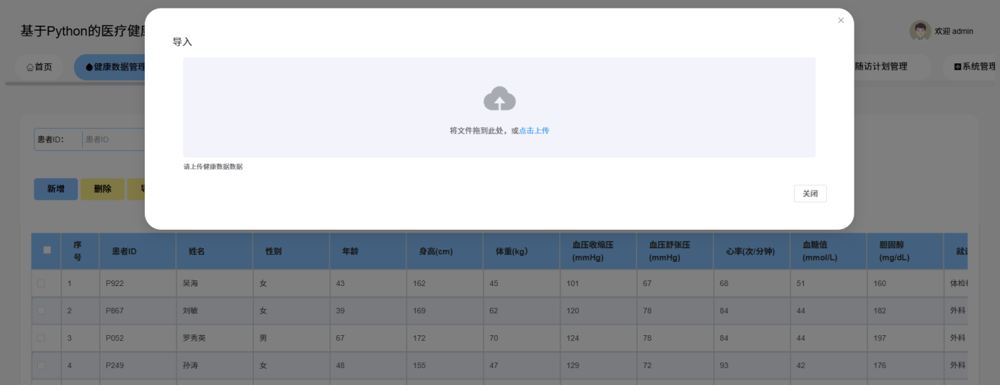 导入
将文件拖到此处，或点击上传
请上传健康数据数据
关闭
基于Python的医疗健康
欢迎 admin
首页
健康数据管理
随访计划管理
系统管理
患者ID：
患者ID
新增
删除
序号 患者ID 姓名 性别 年龄 身高(cm) 体重(kg） 血压收缩压(mmHg) 血压舒张压(mmHg) 心率(次/分钟) 血糖值(mmol/L) 胆固醇(mg/dL) 就
1 P922 吴海 女 43 162 45 101 67 68 51 160 体检
2 P867 刘敏 女 39 169 62 120 78 84 44 182 外科
3 P052 罗秀英 男 67 172 70 124 78 84 44 197 外科
4 P249 孙涛 女 48 155 47 129 72 93 42 176 外科